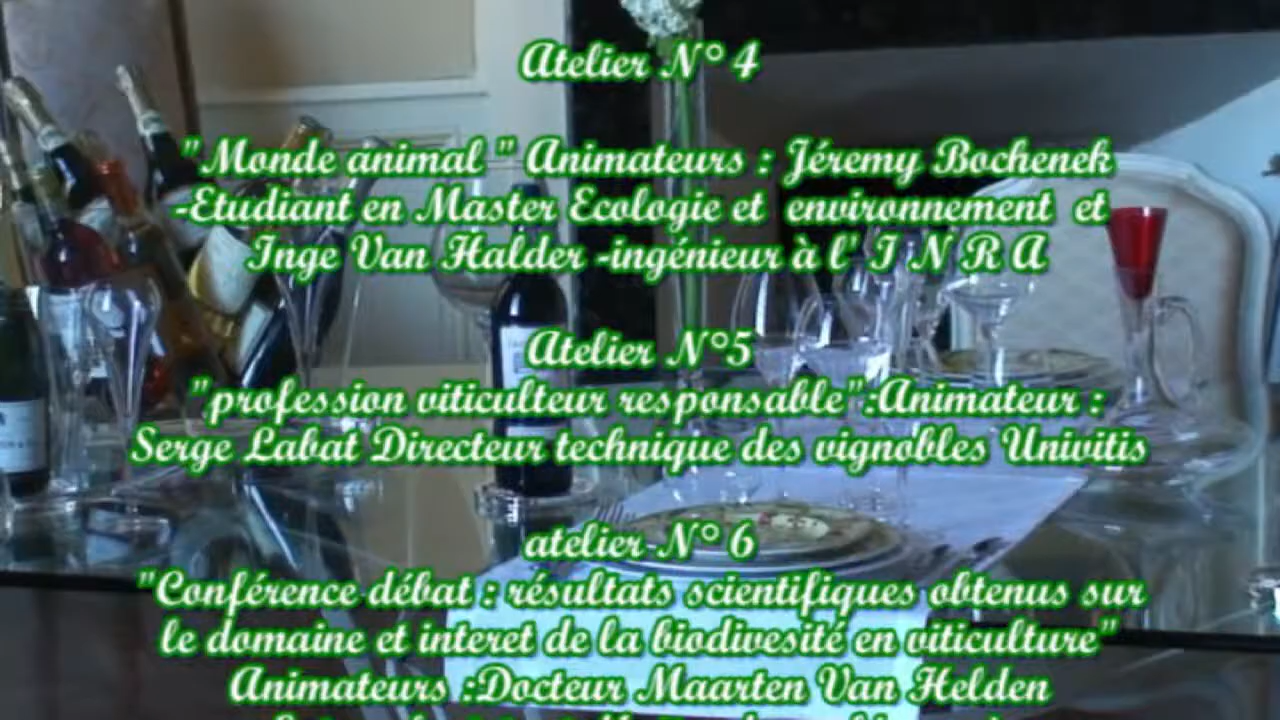 Atelier N° 4
"Monde animal " Animateurs : Jéremy Bochenek
-Etudiant en Master Ecologie et environnement et
Inge Van Halder -ingénieur à l' I N R A
Atelier N°5
"profession viticulteur responsable":Animateur :
Serge Labat Directeur technique des vignobles Univitis
atelier N° 6
"Conférence débat : résultats scientifiques obtenus sur
le domaine et interet de la biodivesité en viticulture"
Animateurs :Docteur Maarten Van Helden